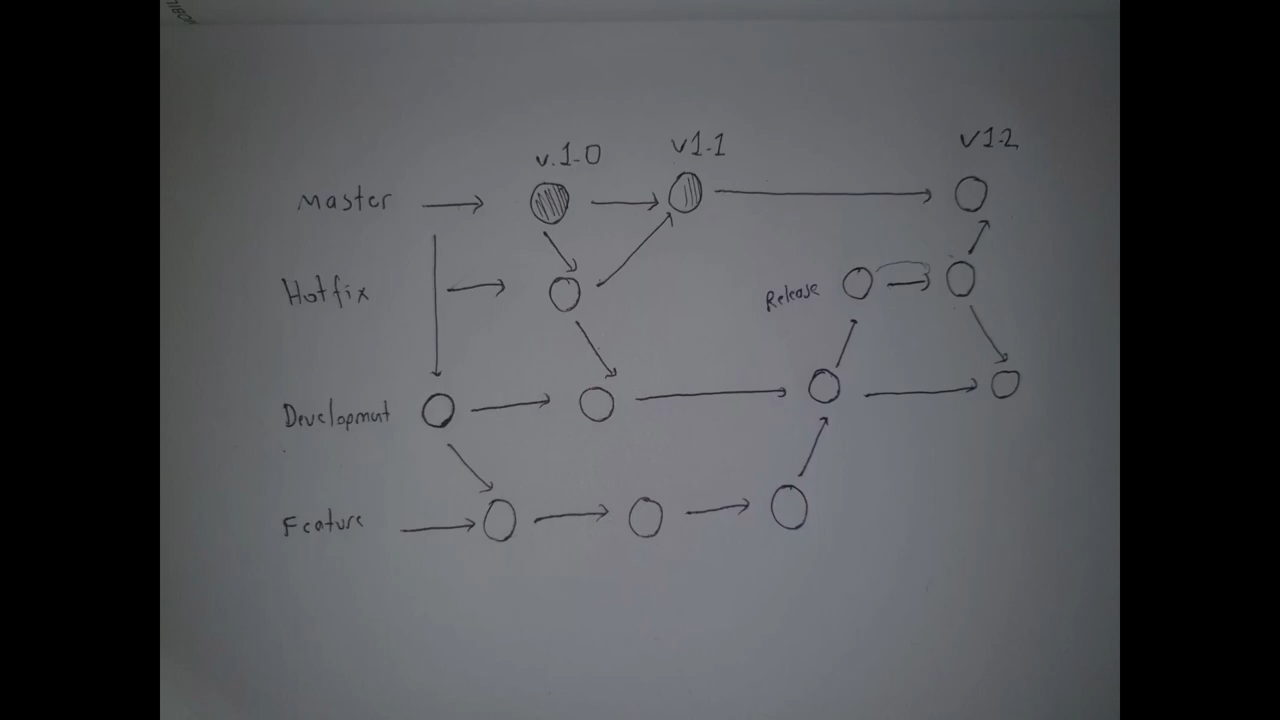 v.1.0
v1.1
v1.2
Master
Hotfix
Release
Development
Feature